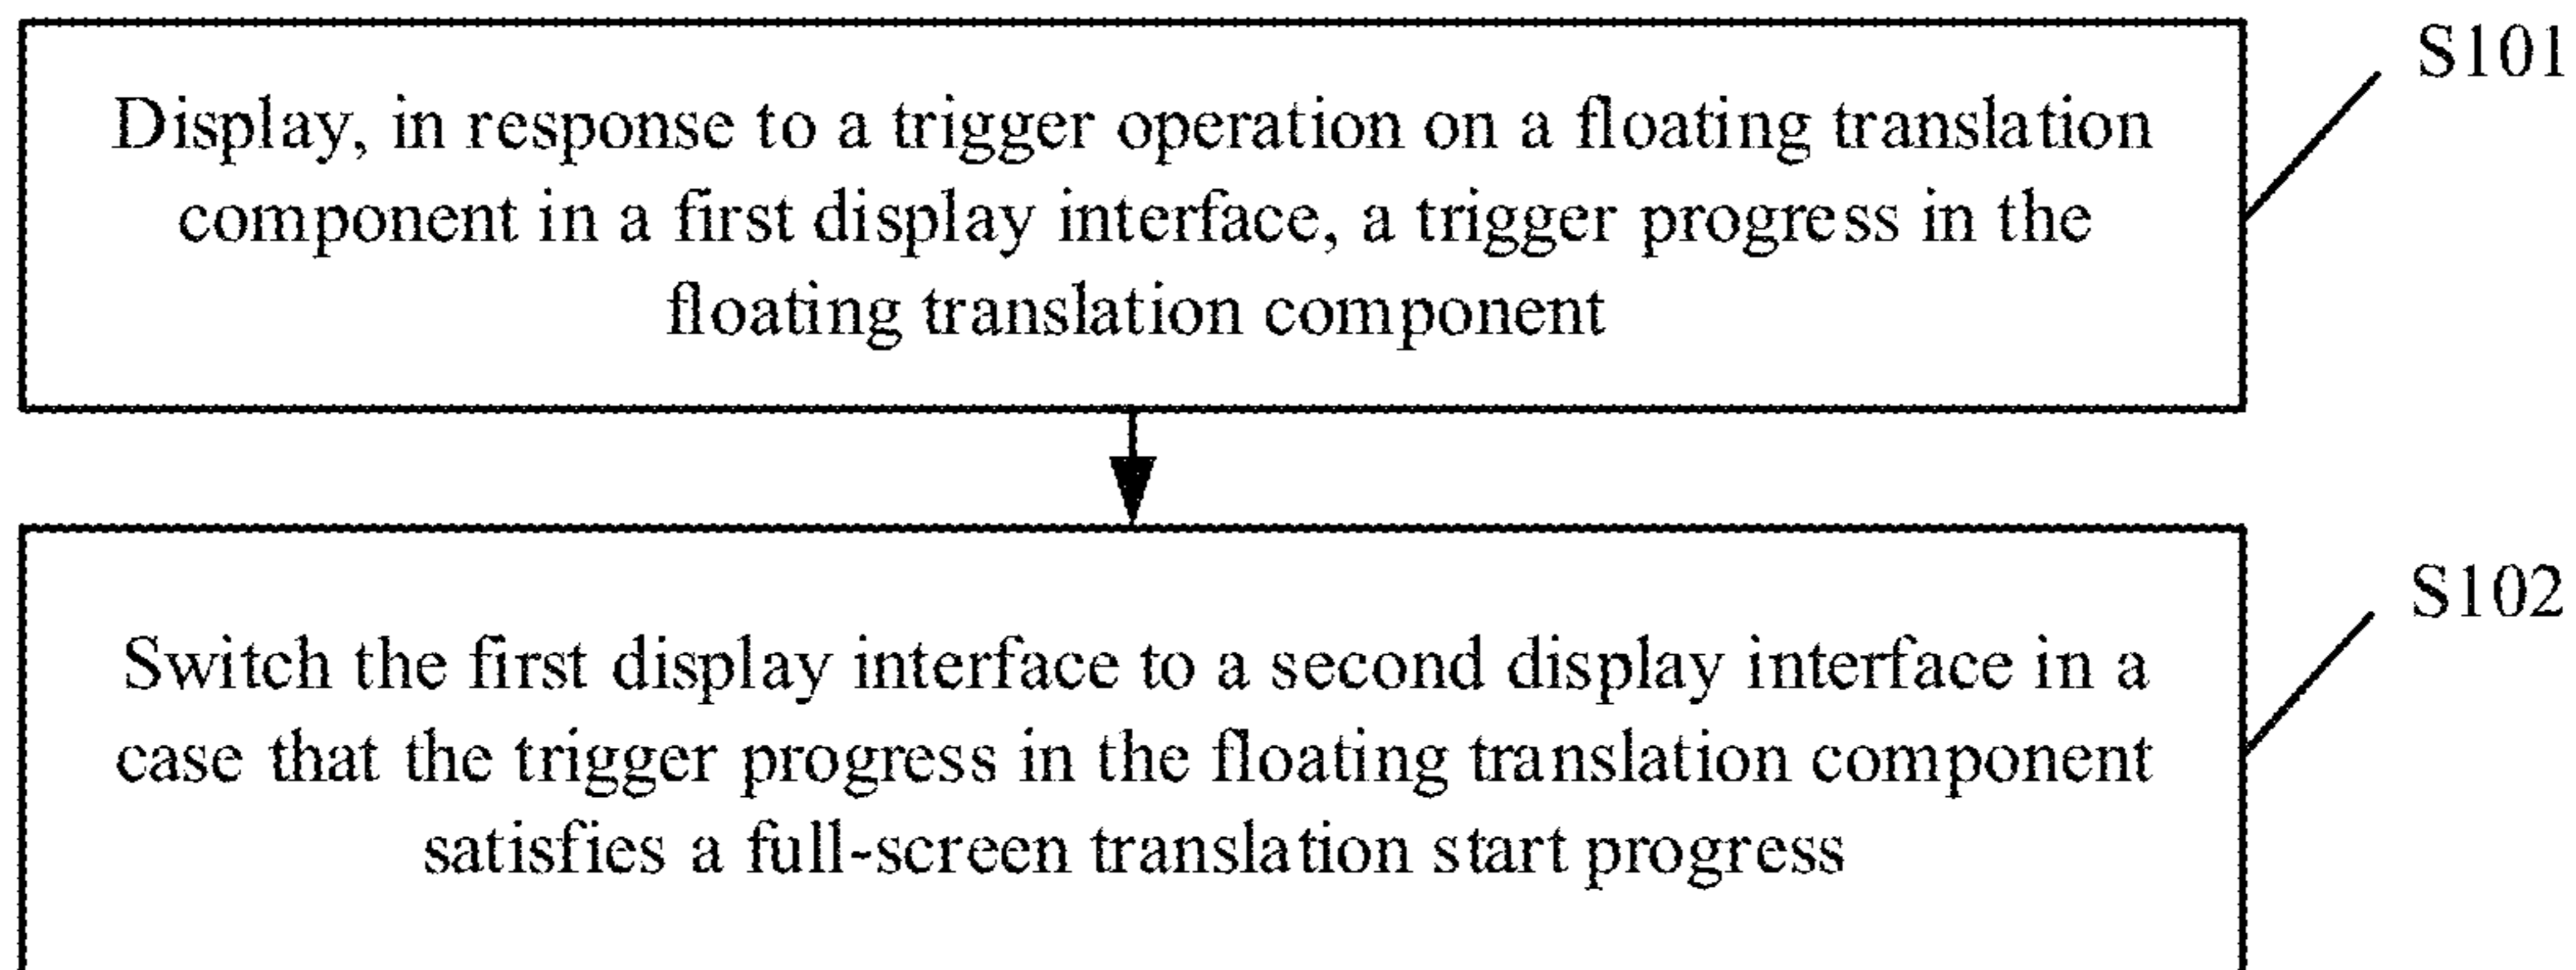 S101
Display, in response to a trigger operation on a floating translation
component in a first display interface, a trigger progress in the
floating translation component
S102
Switch the first display interface to a second display interface in a
case that the trigger progress in the floating translation component
satisfies a full-screen translation start progress